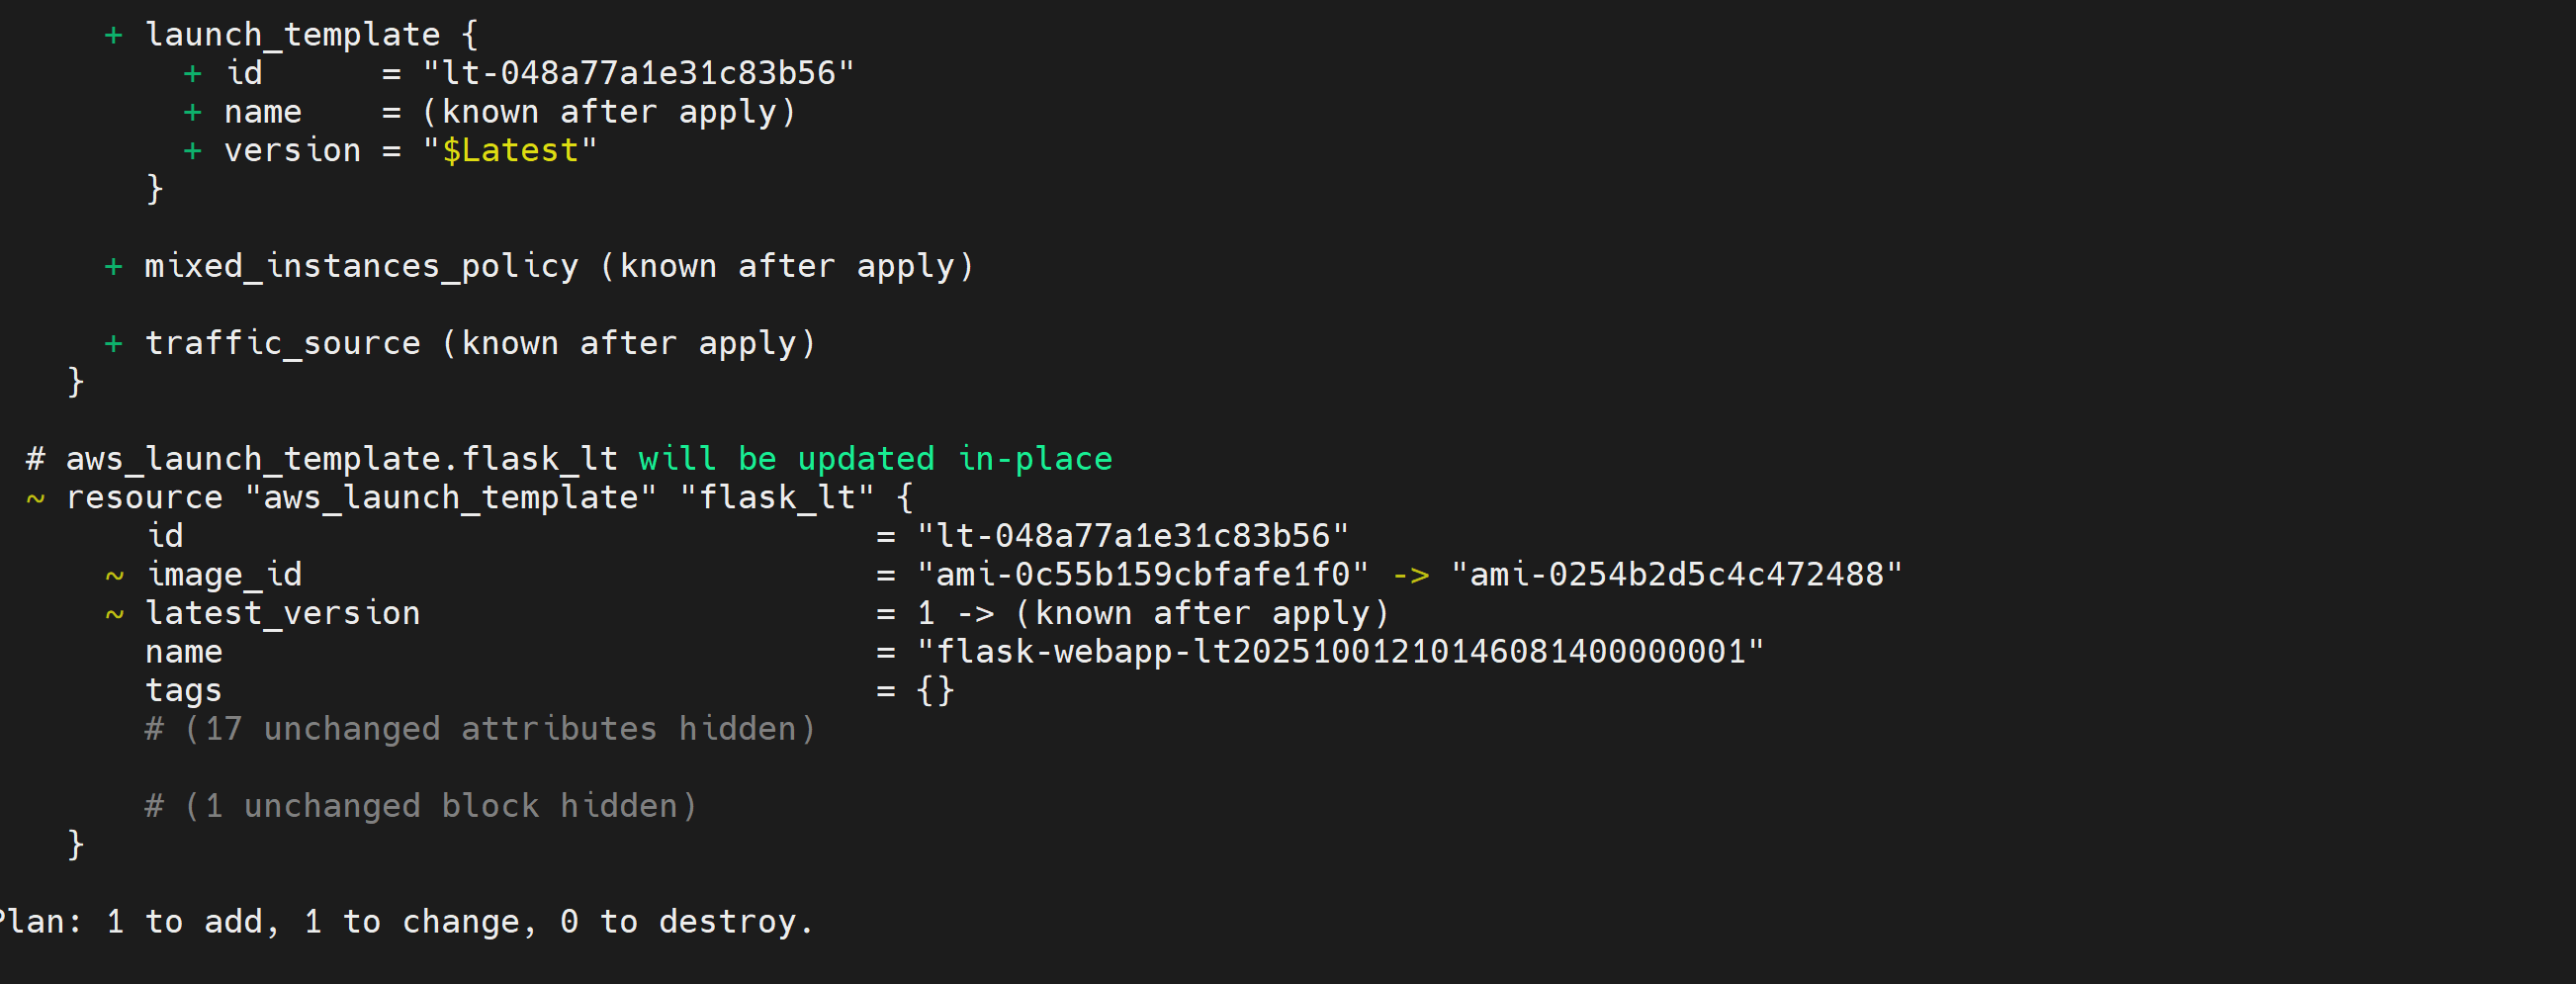 + launch_template {
+ id = "lt-048a77a1e31c83b56"
+ name = (known after apply)
+ version = "$Latest"
}
+ mixed_instances_policy (known after apply)
+ traffic_source (known after apply)
}
# aws_launch_template.flask_lt will be updated in-place
~ resource "aws_launch_template" "flask_lt" {
id = "lt-048a77a1e31c83b56"
~ image_id = "ami-0c55b159cbfafe1f0" -> "ami-0254b2d5c4c472488"
~ latest_version = 1 -> (known after apply)
name = "flask-webapp-lt20251001210146081400000001"
tags = {}
# (17 unchanged attributes hidden)
# (1 unchanged block hidden)
}
Plan: 1 to add, 1 to change, 0 to destroy.